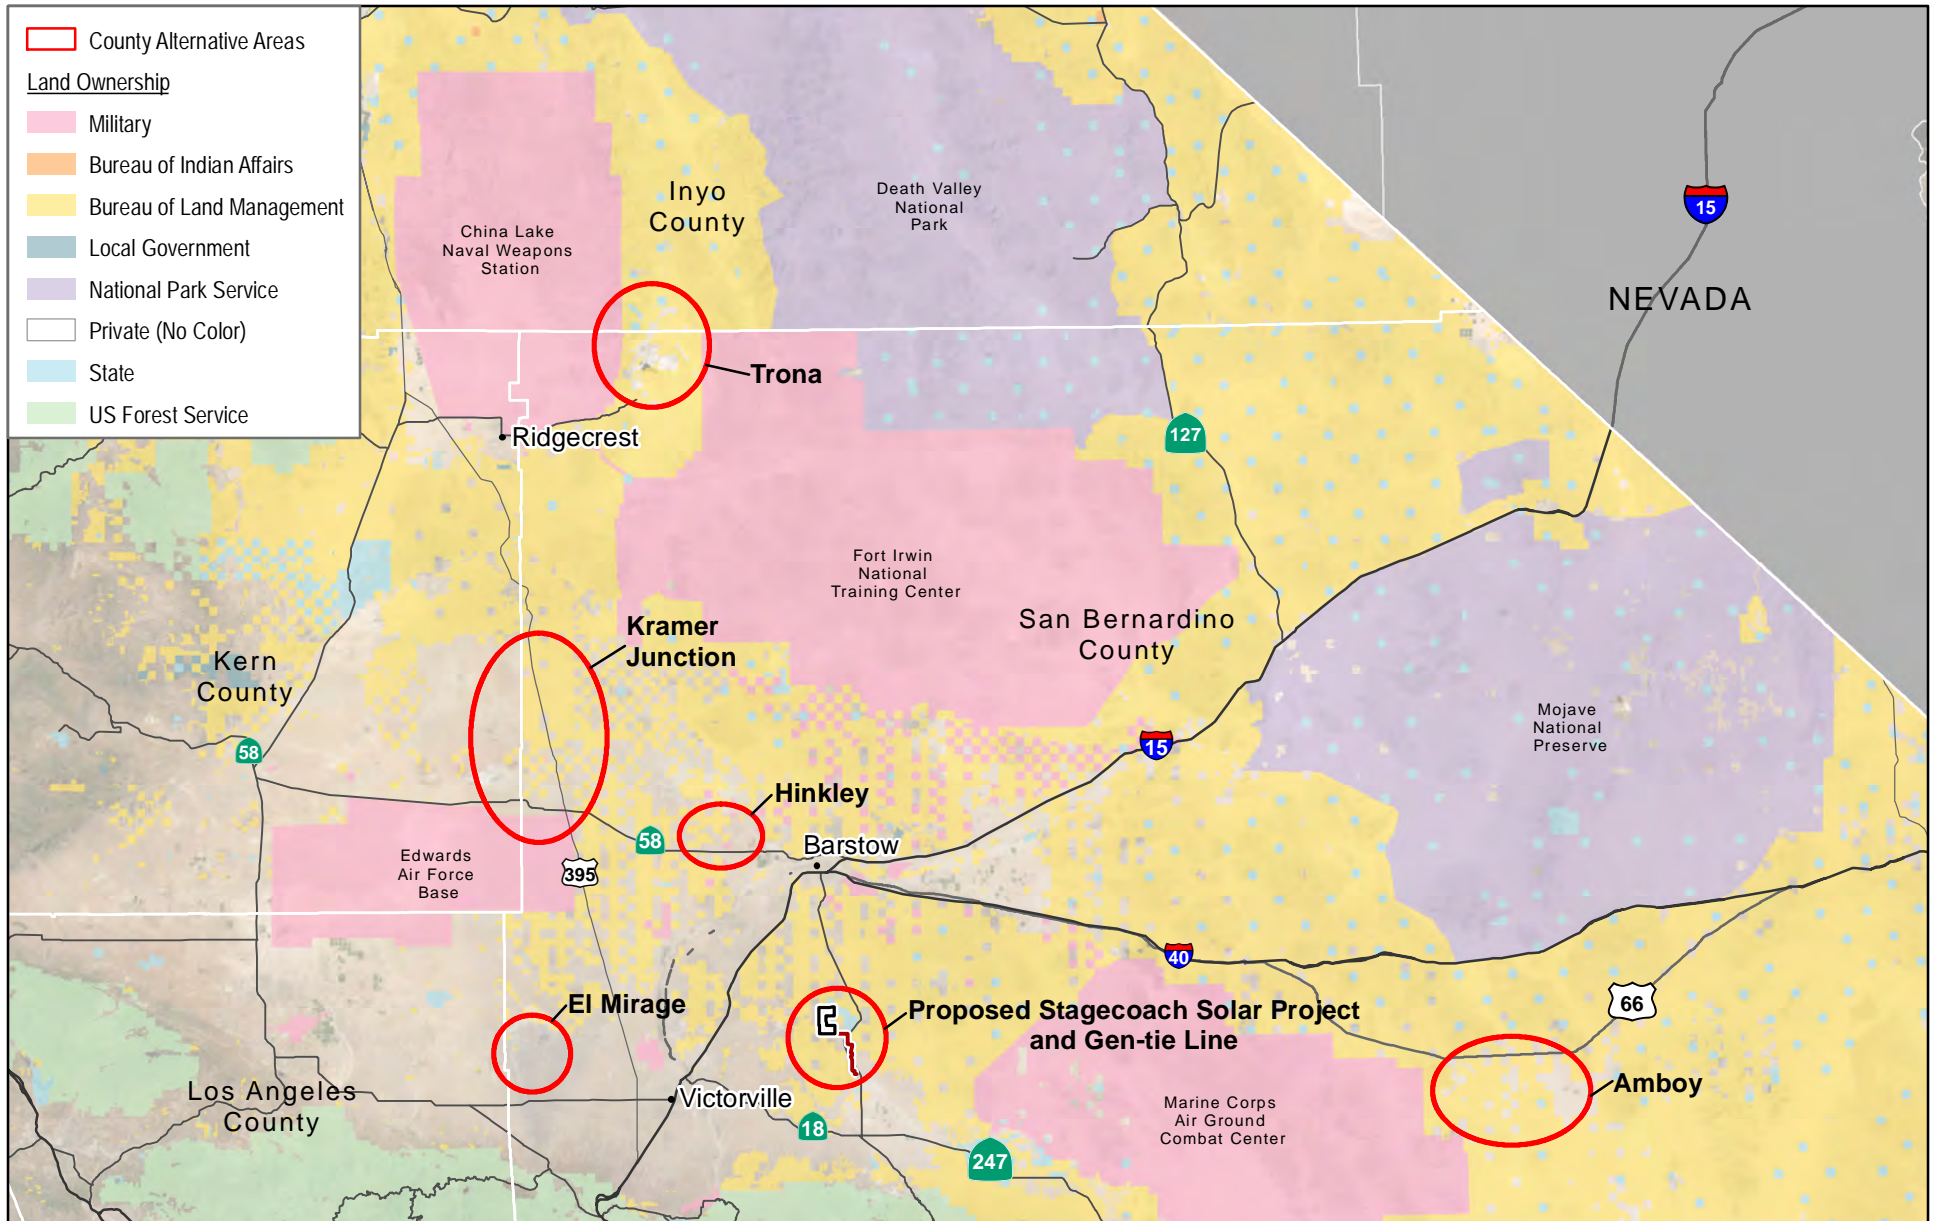 County Alternative Areas
Land Ownership
Military
Bureau of Indian Affairs
Bureau of Land Management
Local Government
National Park Service
Private (No Color)
State
US Forest Service
Inyo
County
Death Valley
National
Park
China Lake
Naval Weapons
Station
15
NEVADA
Trona
Ridgecrest
127
Fort Irwin
National
Training Center
San Bernardino
County
Kramer
Junction
Kern
County
58
Mojave
National
Preserve
15
Hinkley
58
Barstow
Edwards
Air Force
Base
395
40
El Mirage
Proposed Stagecoach Solar Project
and Gen-tie Line
66
Los Angeles
County
Victorville
18
Marine Corps
Air Ground
Combat Center
Amboy
247